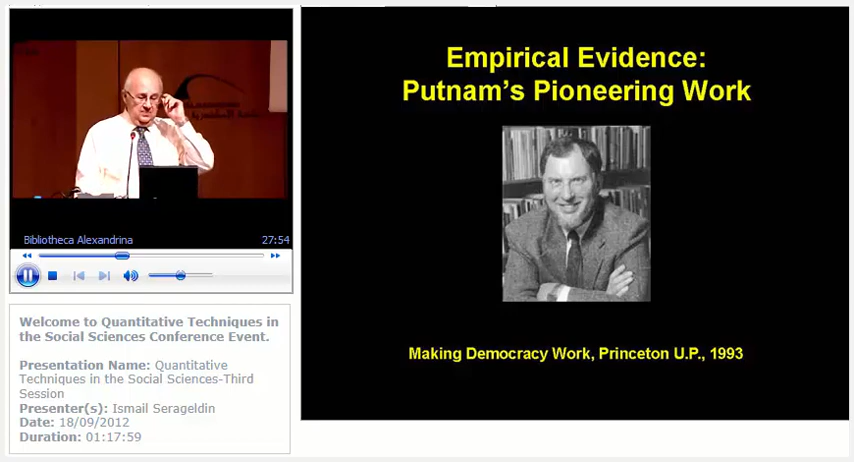 Empirical Evidence:
Putnam's Pioneering Work
Making Democracy Work, Princeton U.P., 1993
Bibliotheca Alexandrina
27:54
Welcome to Quantitative Techniques in
the Social Sciences Conference Event.
Presentation Name: Quantitative
Techniques in the Social Sciences-Third
Session
Presenter(s): Ismail Serageldin
Date: 18/09/2012
Duration: 01:17:59